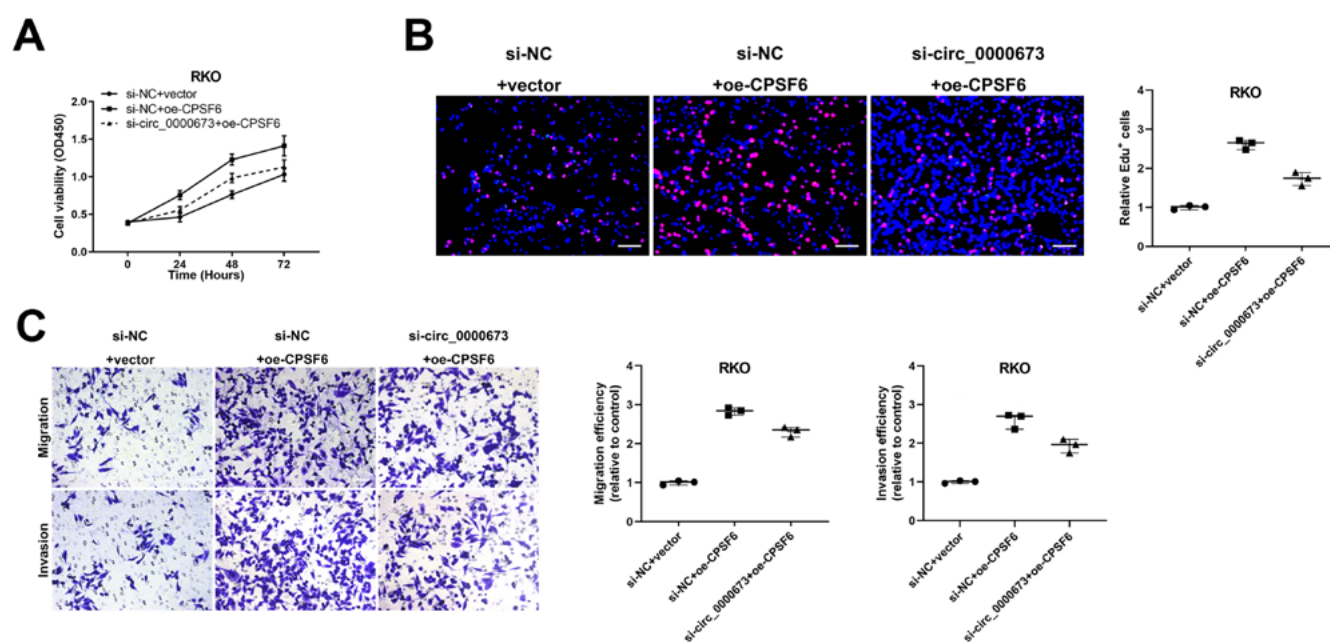 A
RKO
si-NC+vector
si-NC+oe-CPSF6
si-circ_0000673+oe-CPSF6
Cell viability (OD450)
2.0
1.5
1.0
0.5
0.0
0 24 48 72
Time (Hours)
B
si-NC
+vector
si-NC
+oe-CPSF6
si-circ_0000673
+oe-CPSF6
RKO
Relative Edu⁺ cells
4
3
2
1
0
si-NC+vector
si-NC+oe-CPSF6
si-circ_0000673+oe-CPSF6
C
si-NC
+vector
si-NC
+oe-CPSF6
si-circ_0000673
+oe-CPSF6
Migration
Invasion
RKO
Migration efficiency
(relative to control)
4
3
2
1
0
si-NC+vector
si-NC+oe-CPSF6
si-circ_0000673+oe-CPSF6
RKO
Invasion efficiency
(relative to control)
4
3
2
1
0
si-NC+vector
si-NC+oe-CPSF6
si-circ_0000673+oe-CPSF6